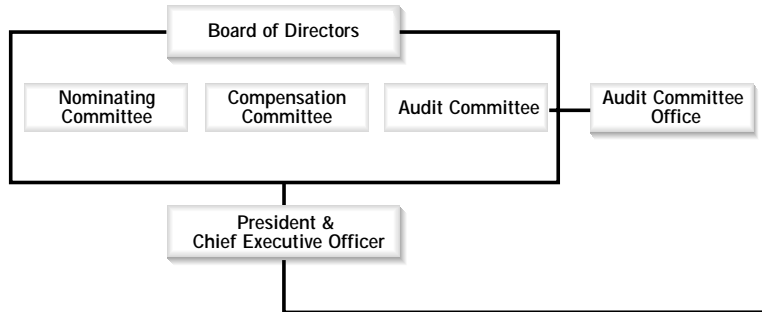 Board of Directors
Nominating
Committee
Compensation
Committee
Audit Committee
Audit Committee
Office
President &
Chief Executive Officer